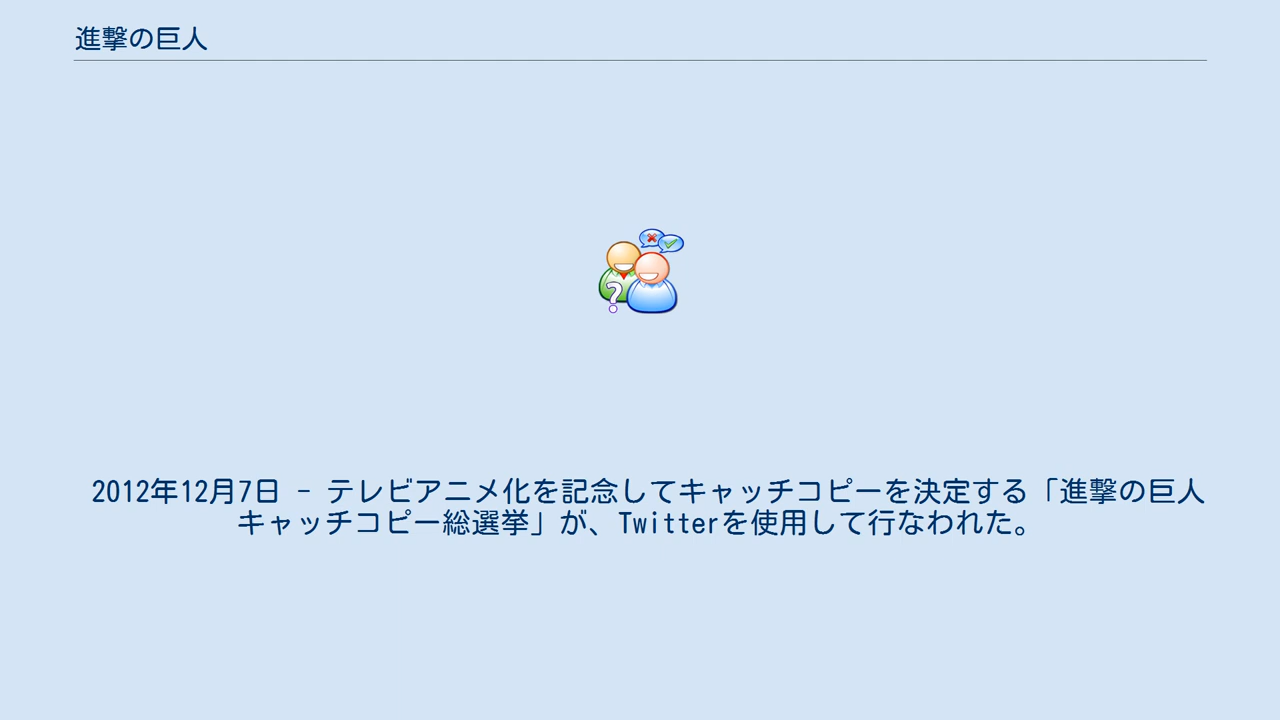 進撃の巨人
2012年12月7日 - テレビアニメ化を記念してキャッチコピーを決定する「進撃の巨人
キャッチコピー総選挙」が、Twitterを使用して行なわれた。